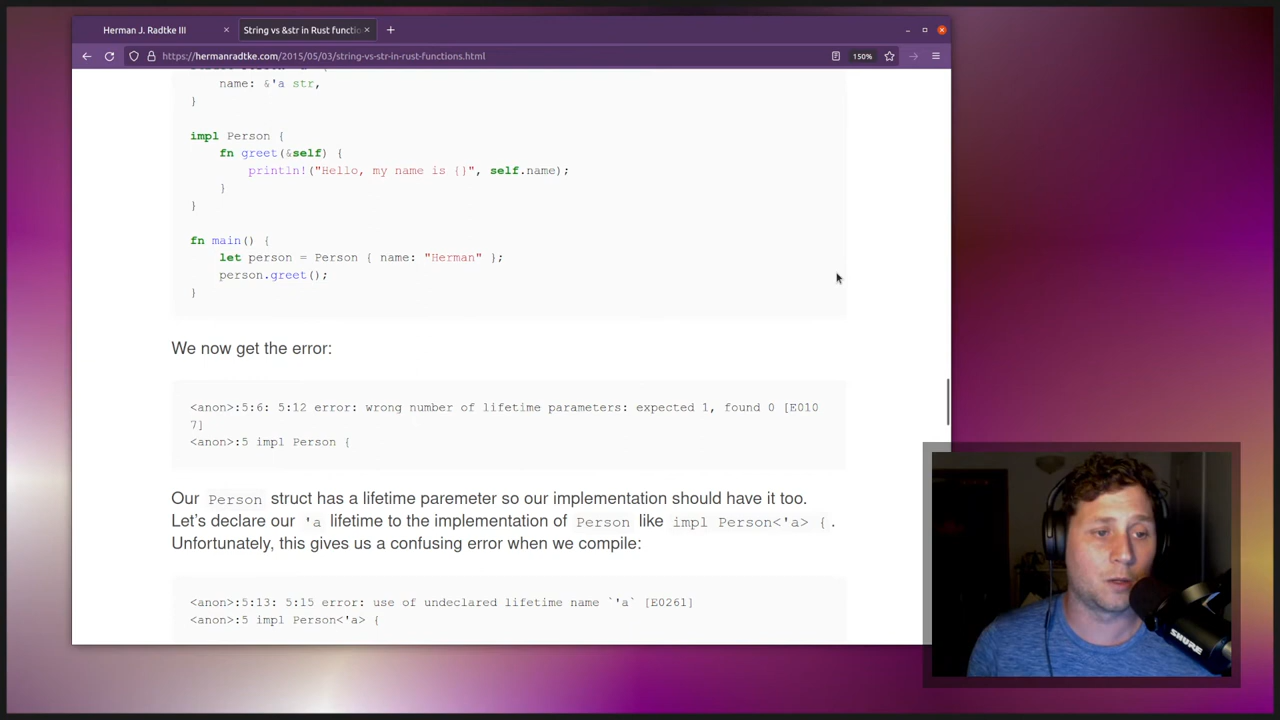 Herman J. Radtke III
String vs &str in Rust functio
https://hermanradtke.com/2015/05/03/string-vs-str-in-rust-functions.html
150%
name: &'a str,
}
impl Person {
fn greet(&self) {
println!("Hello, my name is {}", self.name);
}
}
fn main() {
let person = Person { name: "Herman" };
person.greet();
}
We now get the error:
<anon>:5:6: 5:12 error: wrong number of lifetime parameters: expected 1, found 0 [E010
7]
<anon>:5 impl Person {
Our Person struct has a lifetime paremeter so our implementation should have it too.
Let's declare our 'a lifetime to the implementation of Person like impl Person<'a> {.
Unfortunately, this gives us a confusing error when we compile:
<anon>:5:13: 5:15 error: use of undeclared lifetime name `'a` [E0261]
<anon>:5 impl Person<'a> {
SHURE